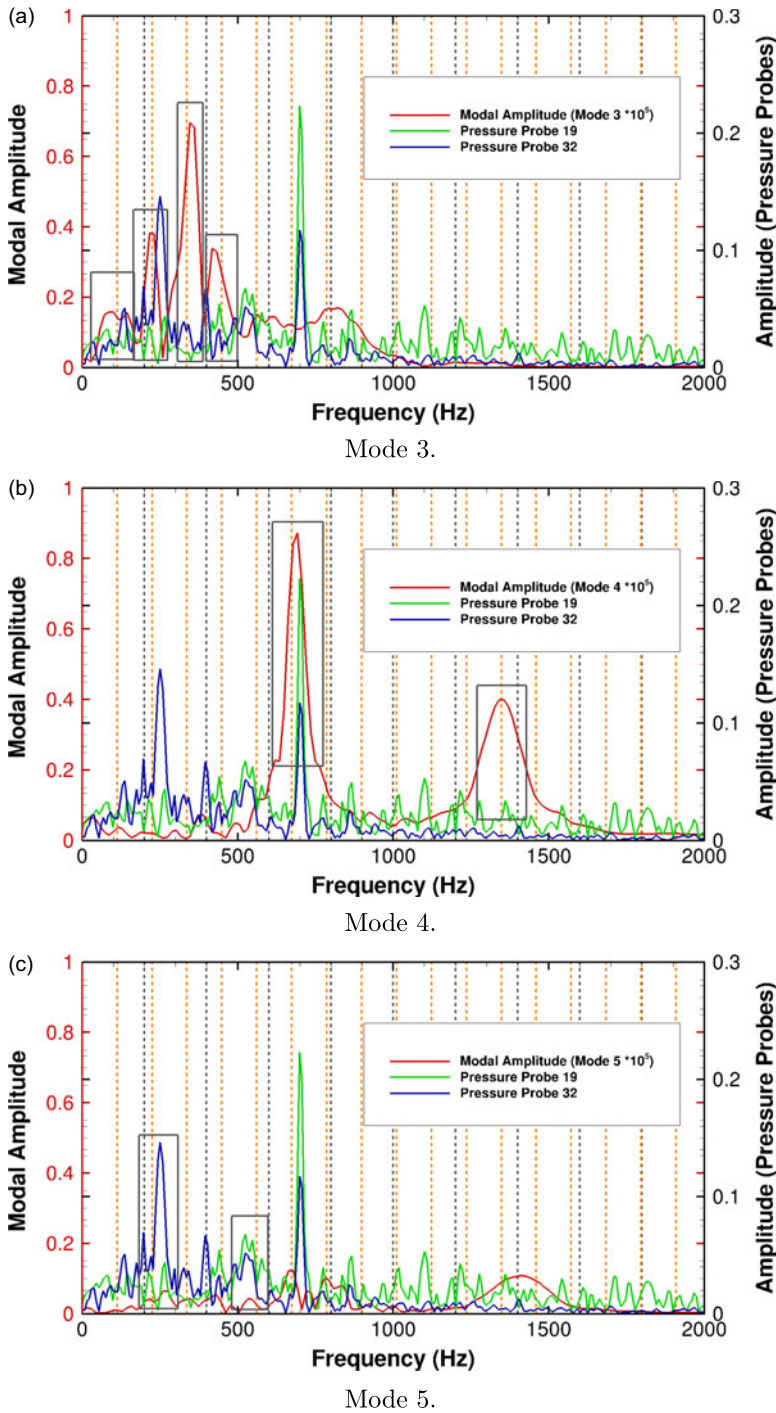 (a)
1
0.8
0.6
0.4
0.2
0
Modal Amplitude
0.3
0.2
0.1
0
Amplitude (Pressure Probes)
Modal Amplitude (Mode 3 *10⁵)
Pressure Probe 19
Pressure Probe 32
0 500 1000 1500 2000
Frequency (Hz)
Mode 3.
(b)
1
0.8
0.6
0.4
0.2
0
Modal Amplitude
0.3
0.2
0.1
0
Amplitude (Pressure Probes)
Modal Amplitude (Mode 4 *10⁵)
Pressure Probe 19
Pressure Probe 32
0 500 1000 1500 2000
Frequency (Hz)
Mode 4.
(c)
1
0.8
0.6
0.4
0.2
0
Modal Amplitude
0.3
0.2
0.1
0
Amplitude (Pressure Probes)
Modal Amplitude (Mode 5 *10⁵)
Pressure Probe 19
Pressure Probe 32
0 500 1000 1500 2000
Frequency (Hz)
Mode 5.